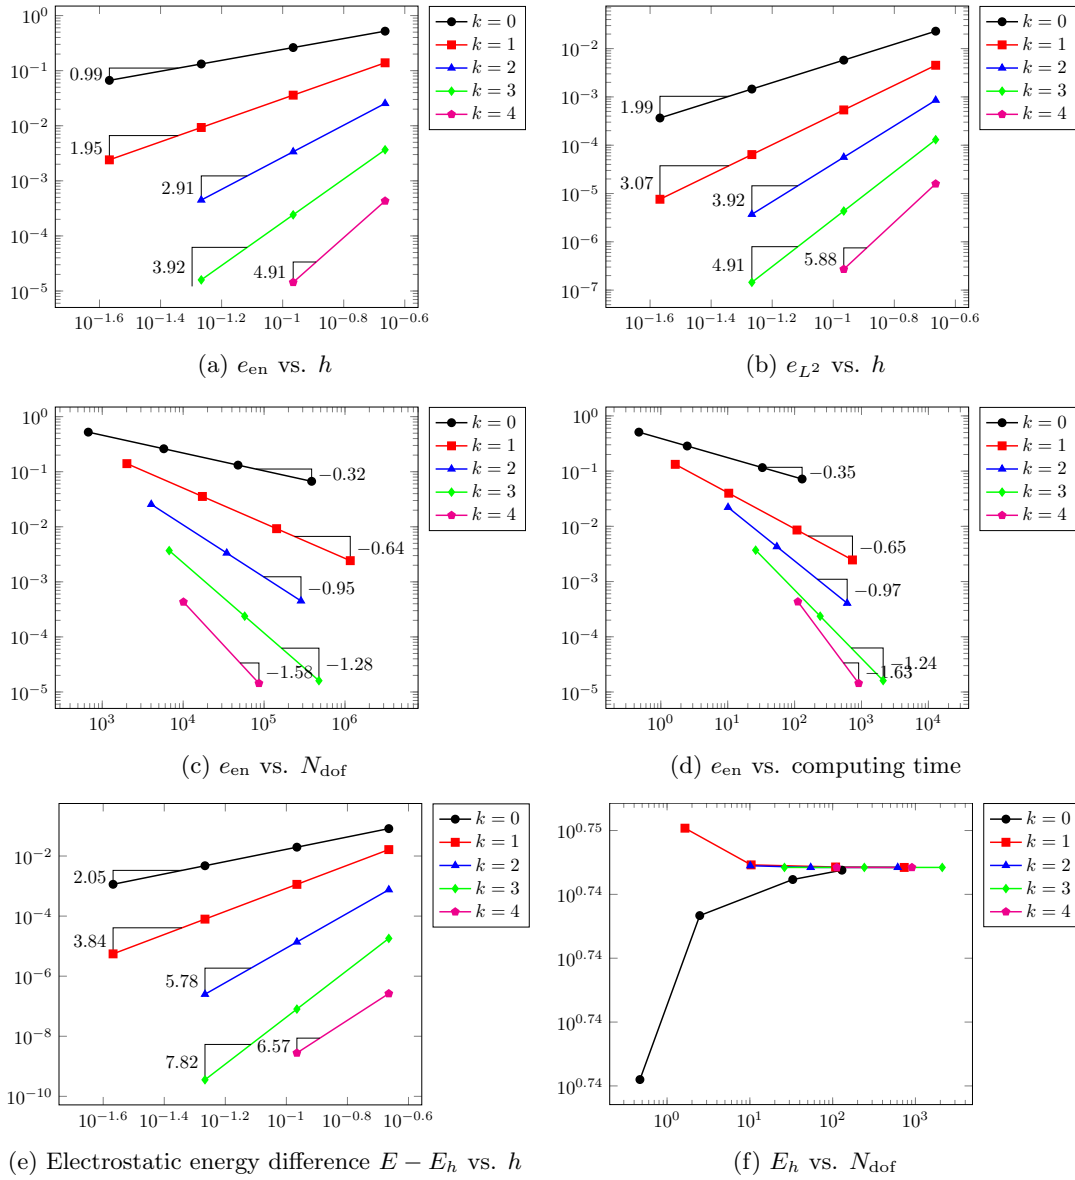 10^0
10^−1
10^−2
10^−3
10^−4
10^−5
0.99
1.95
2.91
3.92
4.91
k = 0
k = 1
k = 2
k = 3
k = 4
10^−1.6 10^−1.4 10^−1.2 10^−1 10^−0.8 10^−0.6
(a) e_en vs. h
10^−2
10^−3
10^−4
10^−5
10^−6
10^−7
1.99
3.07
3.92
4.91
5.88
k = 0
k = 1
k = 2
k = 3
k = 4
10^−1.6 10^−1.4 10^−1.2 10^−1 10^−0.8 10^−0.6
(b) e_L^2 vs. h
10^0
10^−1
10^−2
10^−3
10^−4
10^−5
−0.32
−0.64
−0.95
−1.28
−1.58
k = 0
k = 1
k = 2
k = 3
k = 4
10^3 10^4 10^5 10^6
(c) e_en vs. N_dof
10^0
10^−1
10^−2
10^−3
10^−4
10^−5
−0.35
−0.65
−0.97
−1.24
−1.63
k = 0
k = 1
k = 2
k = 3
k = 4
10^0 10^1 10^2 10^3 10^4
(d) e_en vs. computing time
10^−2
10^−4
10^−6
10^−8
10^−10
2.05
3.84
5.78
7.82
6.57
k = 0
k = 1
k = 2
k = 3
k = 4
10^−1.6 10^−1.4 10^−1.2 10^−1 10^−0.8 10^−0.6
(e) Electrostatic energy difference E − E_h vs. h
10^0.75
10^0.74
10^0.74
10^0.74
10^0.74
k = 0
k = 1
k = 2
k = 3
k = 4
10^0 10^1 10^2 10^3
(f) E_h vs. N_dof